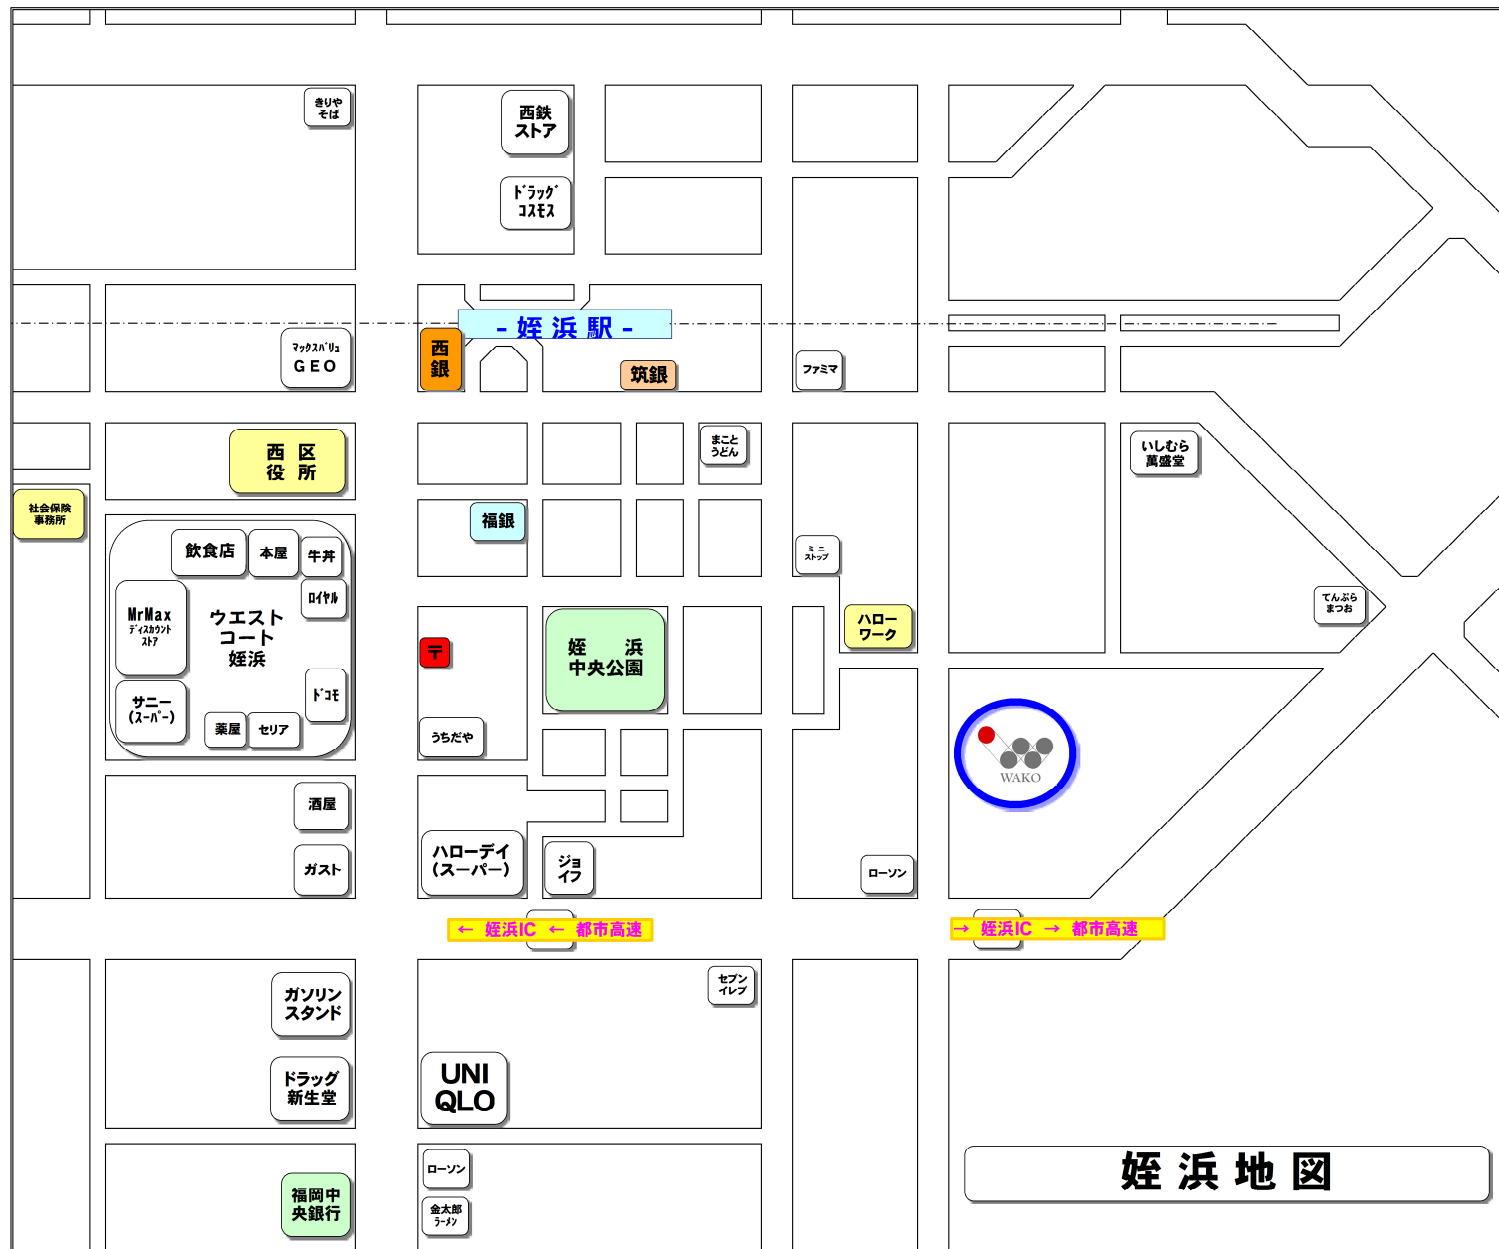 きりや
そば
西鉄
ストア
ドラッグ
コスモス
- 姪 浜 駅 -
マックスバリュ
GEO
西
銀
筑銀
ファミマ
西 区
役 所
まこと
うどん
いしむら
萬盛堂
社会保険
事務所
福銀
飲食店
本屋
牛丼
ミニ
ストップ
ロイヤル
MrMax
ディスカウント
ストア
ウエスト
コート
姪浜
てんぷら
まつお
ハロー
ワーク
〒
姪 浜
中央公園
サニー
(スーパー)
ドコモ
薬屋
セリア
うちだや
WAKO
酒屋
ハローデイ
(スーパー)
ジョ
イフ
ガスト
ローソン
← 姪浜IC ← 都市高速
→ 姪浜IC → 都市高速
ガソリン
スタンド
セブン
イレブ
ドラッグ
新生堂
UNI
QLO
ローソン
姪 浜 地 図
福岡中
央銀行
金太郎
ラーメン